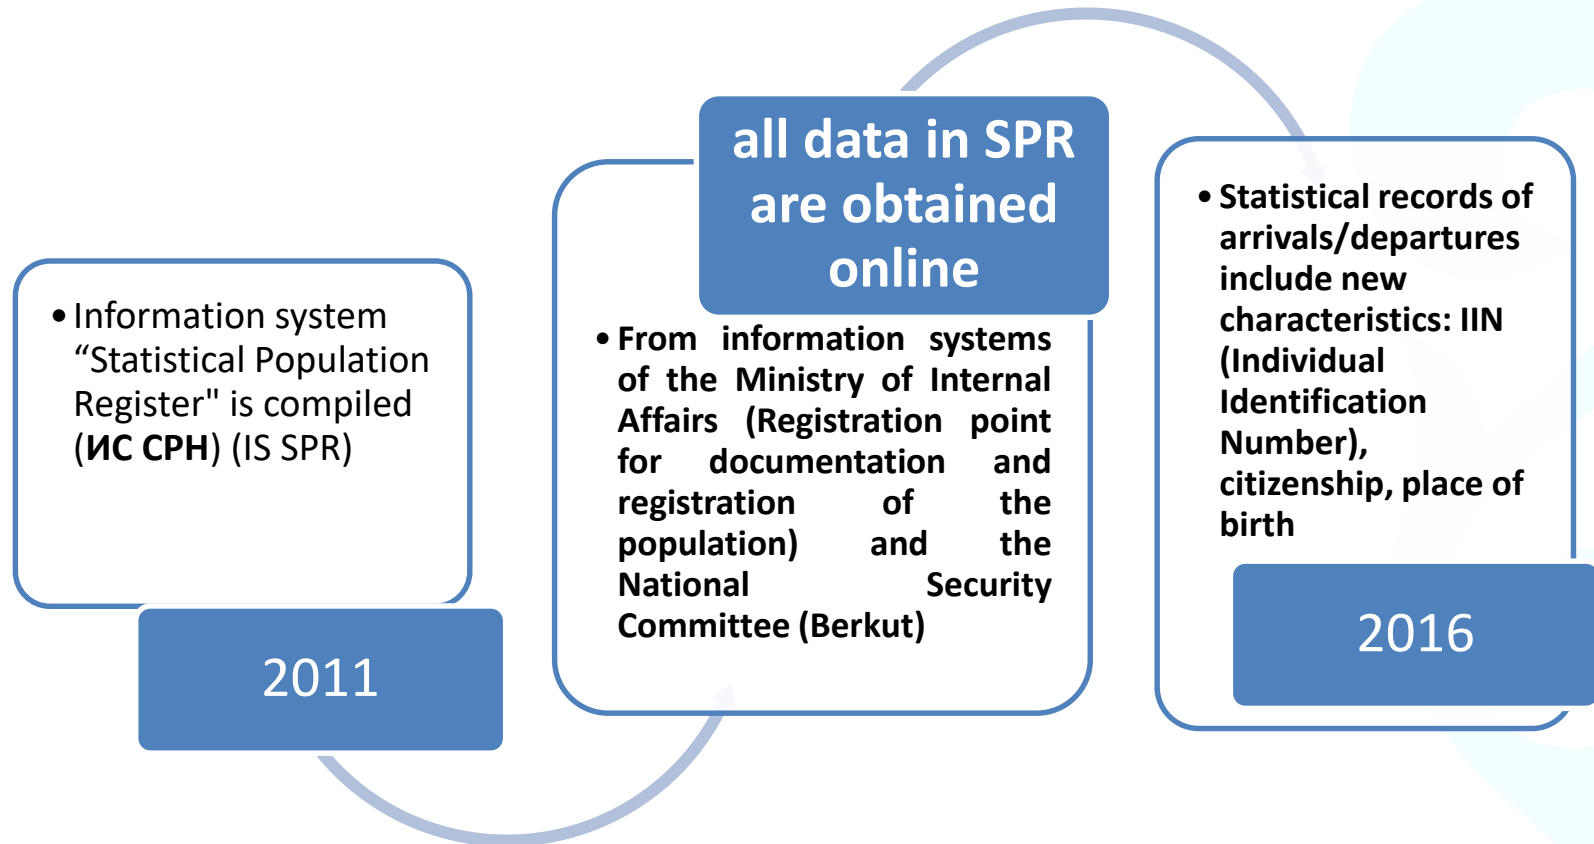 • Information system
“Statistical Population
Register" is compiled
(ИС СРН) (IS SPR)
2011
all data in SPR
are obtained
online
• From information systems
of the Ministry of Internal
Affairs (Registration point
for documentation and
registration of the
population) and the
National Security
Committee (Berkut)
• Statistical records of
arrivals/departures
include new
characteristics: IIN
(Individual
Identification
Number),
citizenship, place of
birth
2016